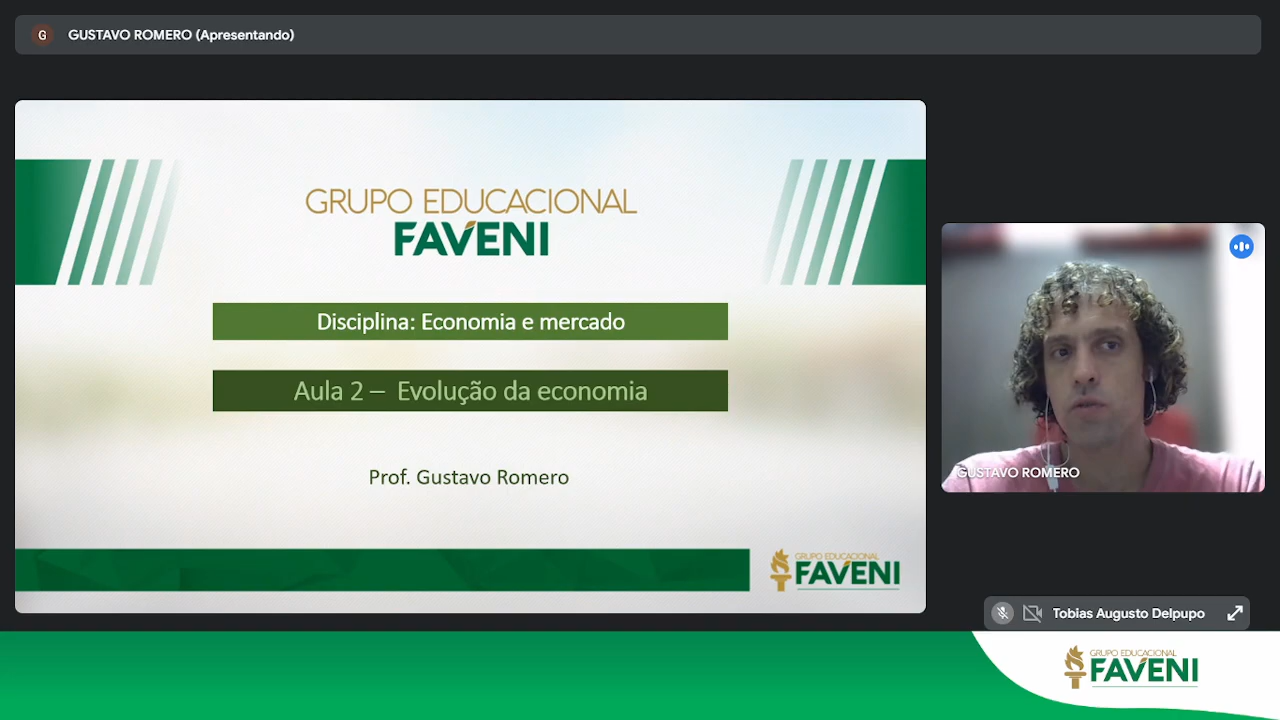 G
GUSTAVO ROMERO (Apresentando)
GRUPO EDUCACIONAL
FAVENI
Disciplina: Economia e mercado
Aula 2 – Evolução da economia
Prof. Gustavo Romero
GRUPO EDUCACIONAL
FAVENI
GUSTAVO ROMERO
Tobias Augusto Delpupo
GRUPO EDUCACIONAL
FAVENI